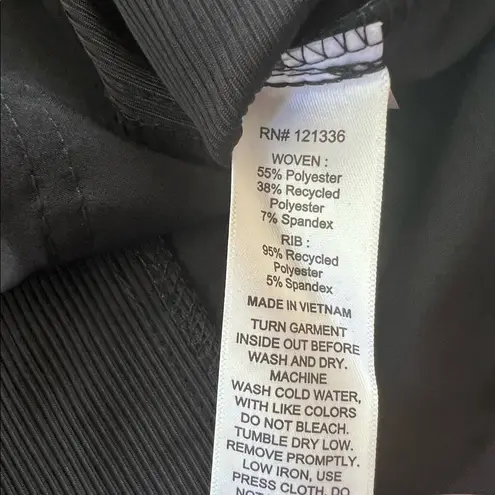 RN# 121336
WOVEN :
55% Polyester
38% Recycled
Polyester
7% Spandex
RIB :
95% Recycled
Polyester
5% Spandex
MADE IN VIETNAM
TURN GARMENT
INSIDE OUT BEFORE
WASH AND DRY.
MACHINE
WASH COLD WATER,
WITH LIKE COLORS
DO NOT BLEACH.
TUMBLE DRY LOW.
REMOVE PROMPTLY.
LOW IRON, USE
PRESS CLOTH. DO